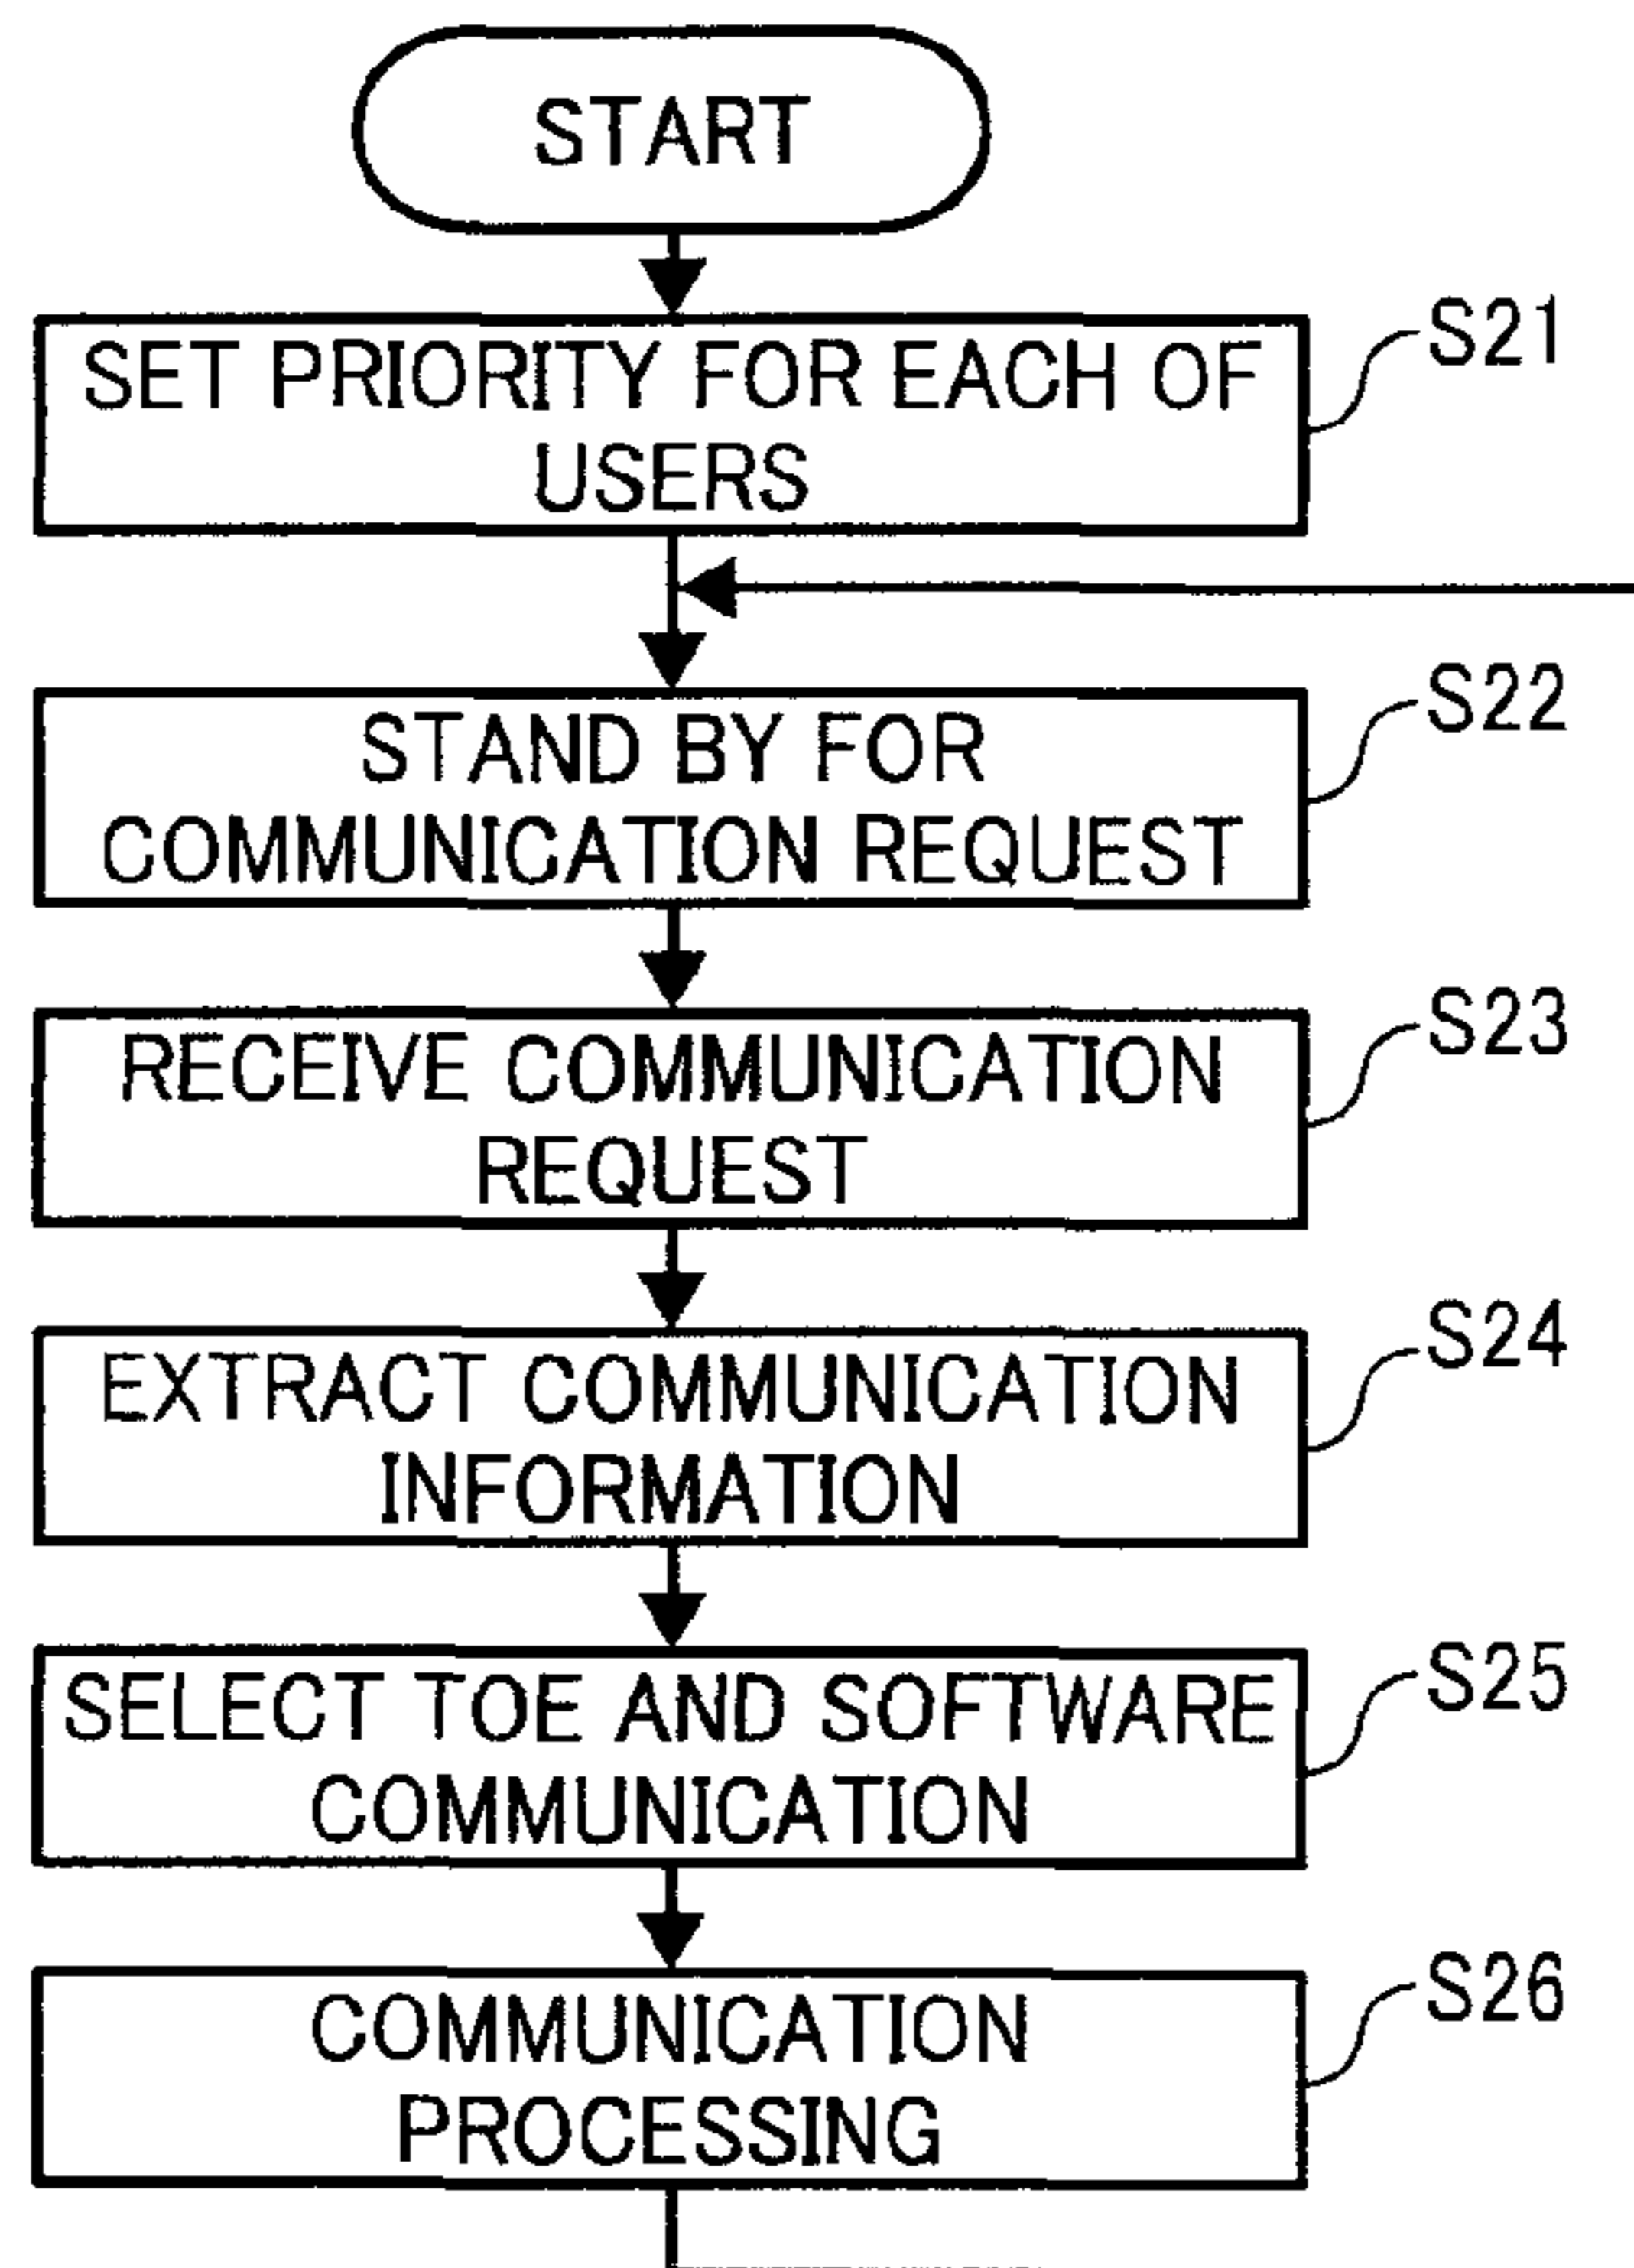 START
S21
SET PRIORITY FOR EACH OF
USERS
S22
STAND BY FOR
COMMUNICATION REQUEST
S23
RECEIVE COMMUNICATION
REQUEST
S24
EXTRACT COMMUNICATION
INFORMATION
S25
SELECT TOE AND SOFTWARE
COMMUNICATION
S26
COMMUNICATION
PROCESSING